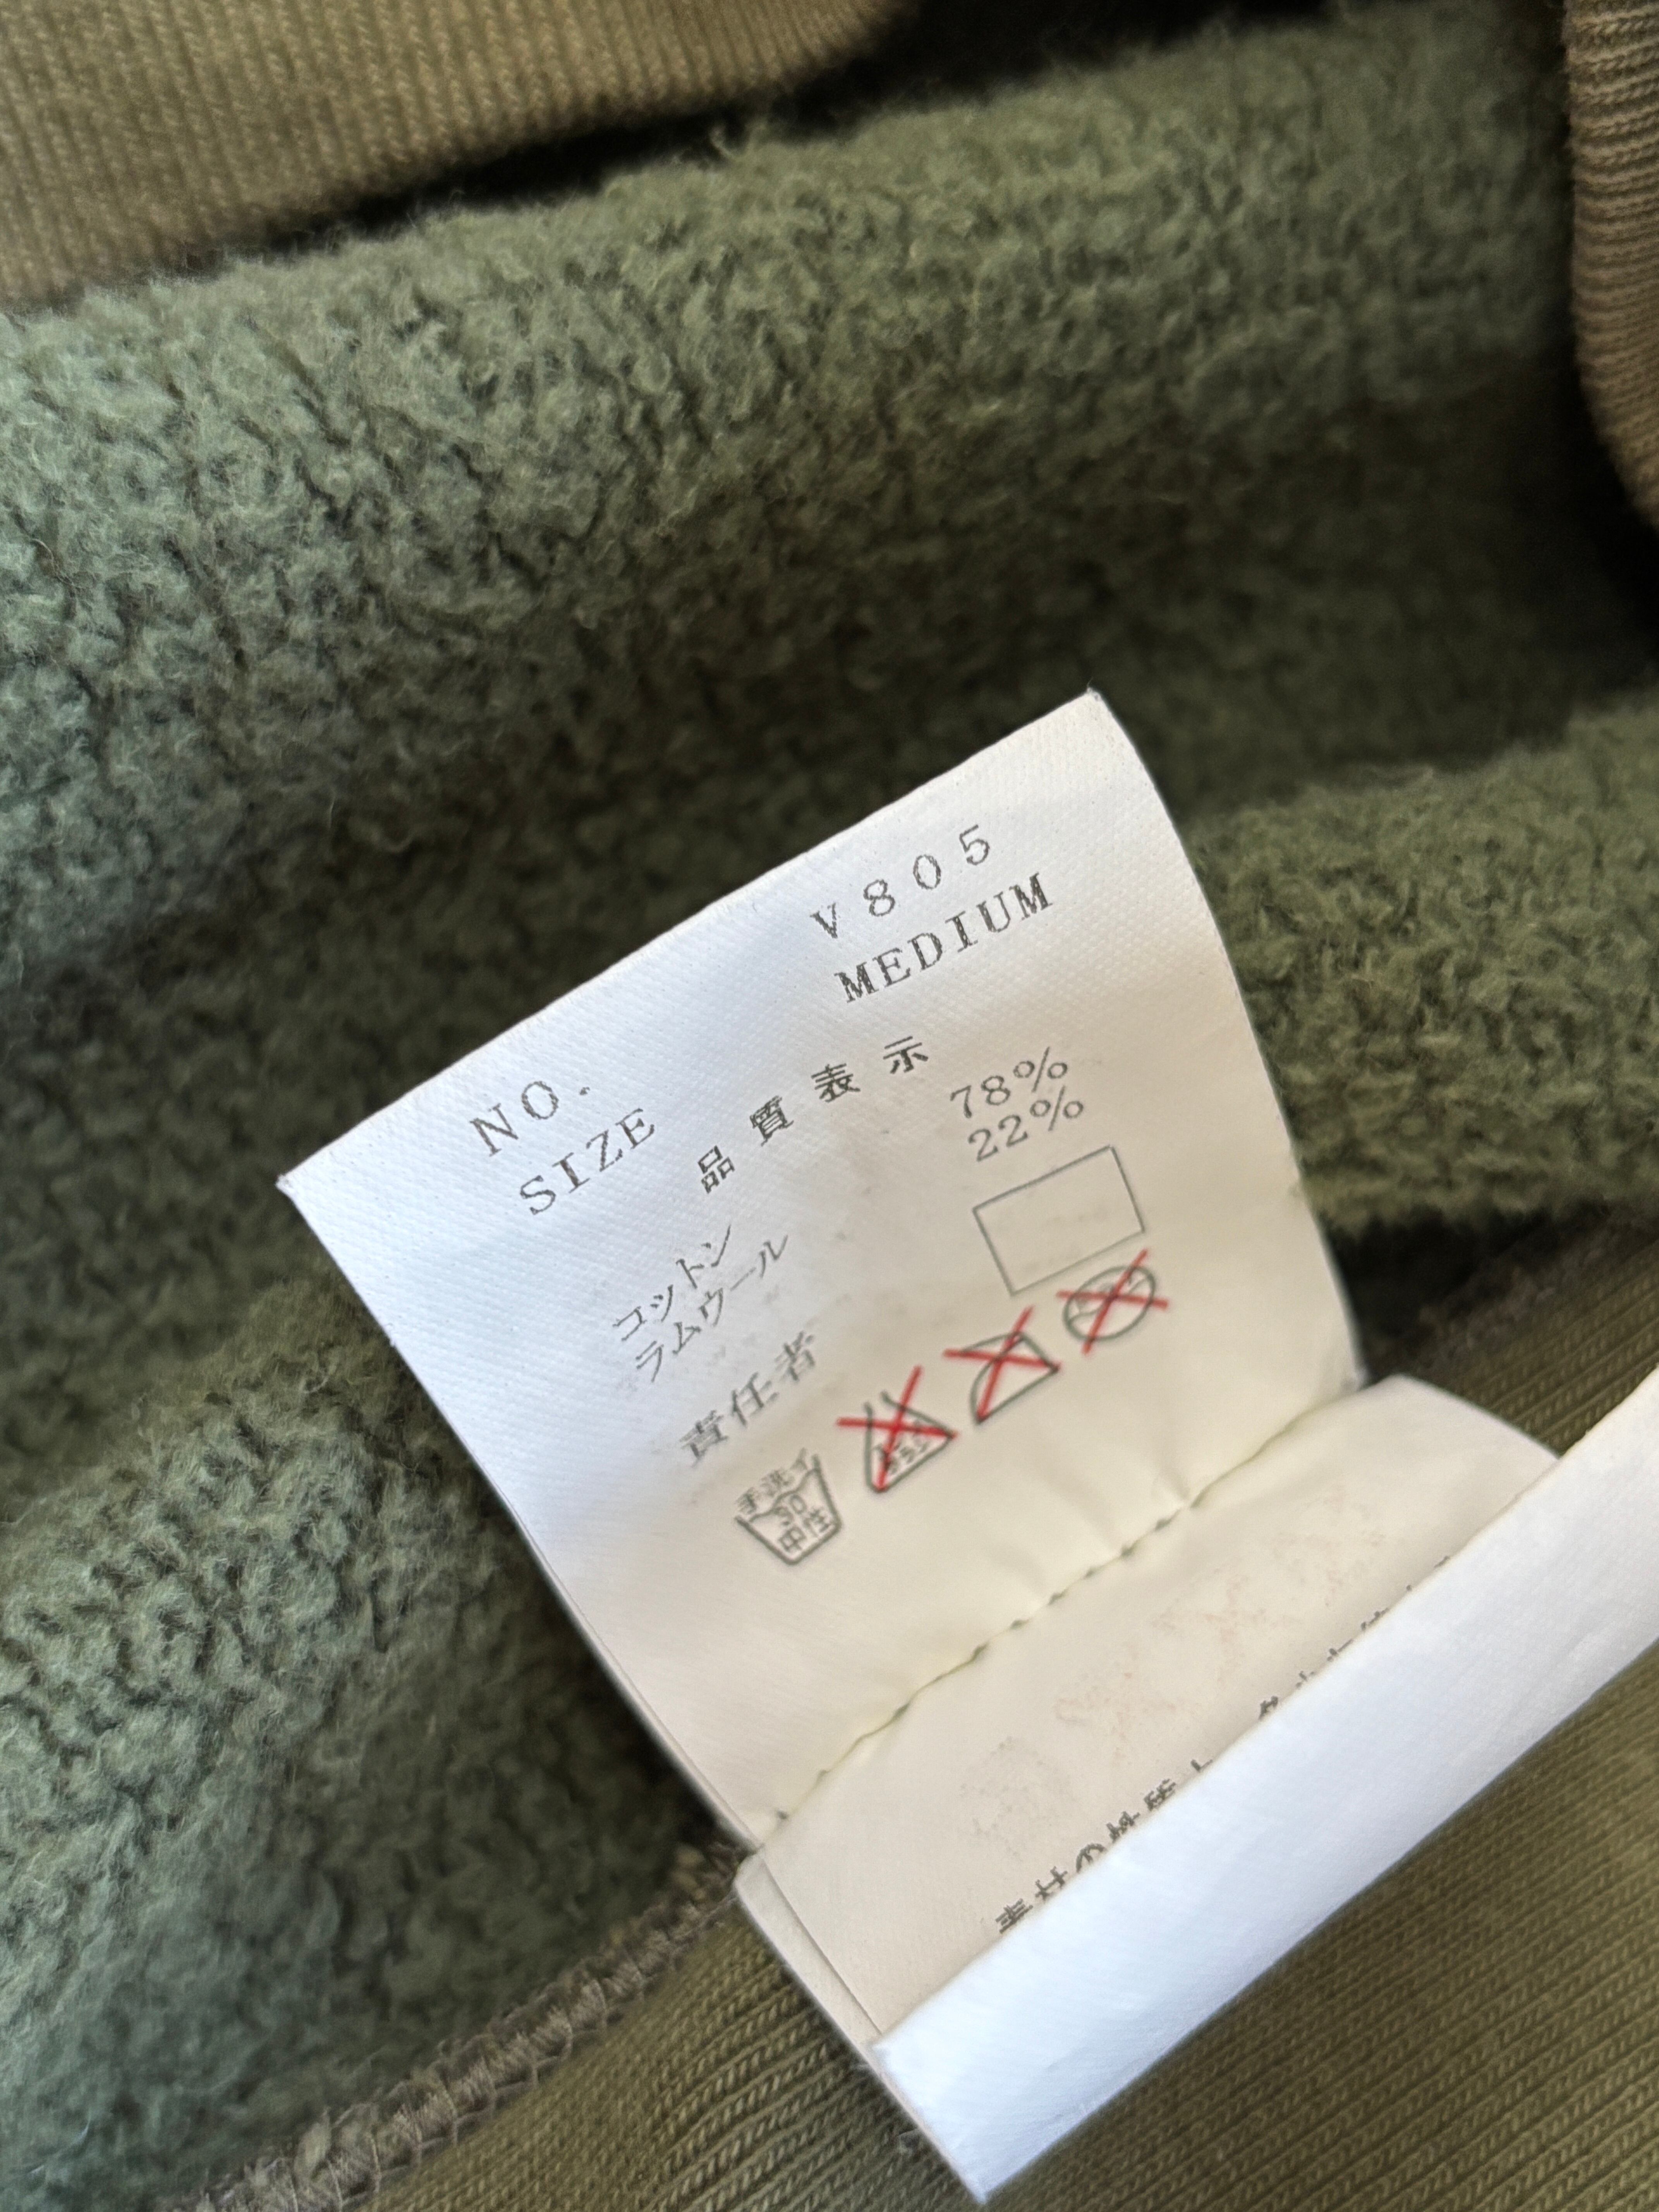 NO. V805
SIZE MEDIUM
品質表示
コットン 78%
ラムウール 22%
責任者
手洗イ
30
中性